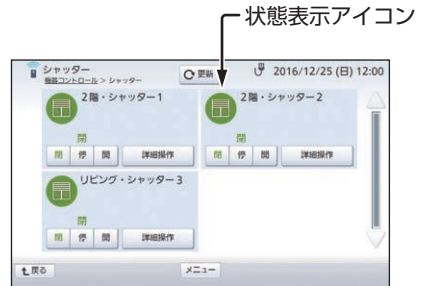 状態表示アイコン
シャッター
機器コントロール > シャッター
更新
2016/12/25 (日) 12:00
2階・シャッター1
閉
閉 停 開 詳細操作
2階・シャッター2
閉
閉 停 開 詳細操作
リビング・シャッター3
閉
閉 停 開 詳細操作
戻る
メニュー